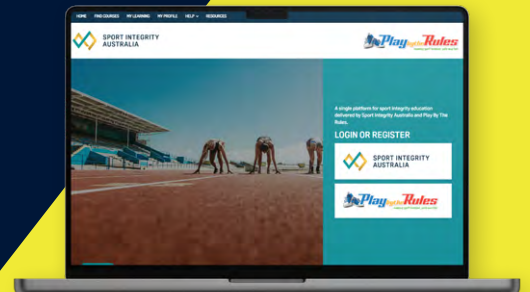 HOME FIND COURSES MY LEARNING MY PROFILE HELP RESOURCES
SPORT INTEGRITY
AUSTRALIA
Play by the Rules
A single platform for sport integrity education
delivered by Sport Integrity Australia and Play By The
Rules.
LOGIN OR REGISTER
SPORT INTEGRITY
AUSTRALIA
Play by the Rules